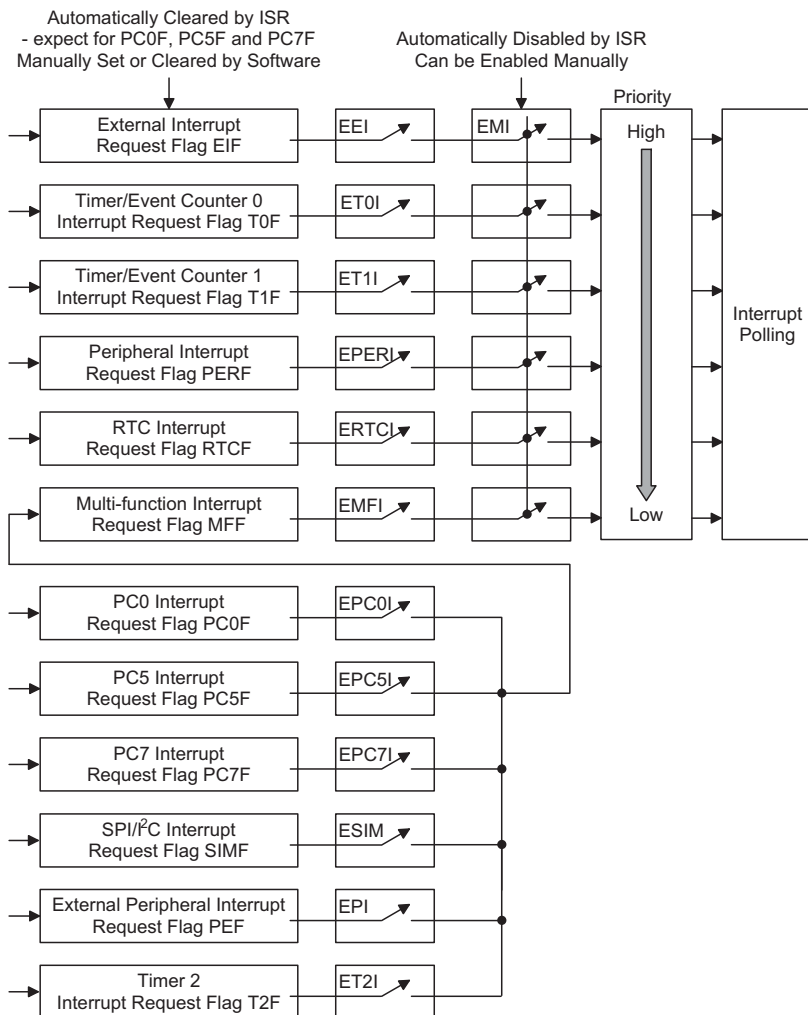 Automatically Cleared by ISR
- expect for PC0F, PC5F and PC7F
Manually Set or Cleared by Software
Automatically Disabled by ISR
Can be Enabled Manually
Priority
External Interrupt
Request Flag EIF
EEI
EMI
High
Timer/Event Counter 0
Interrupt Request Flag T0F
ET0I
Timer/Event Counter 1
Interrupt Request Flag T1F
ET1I
Interrupt
Polling
Peripheral Interrupt
Request Flag PERF
EPERI
RTC Interrupt
Request Flag RTCF
ERTCI
Multi-function Interrupt
Request Flag MFF
EMFI
Low
PC0 Interrupt
Request Flag PC0F
EPC0I
PC5 Interrupt
Request Flag PC5F
EPC5I
PC7 Interrupt
Request Flag PC7F
EPC7I
SPI/I²C Interrupt
Request Flag SIMF
ESIM
External Peripheral Interrupt
Request Flag PEF
EPI
Timer 2
Interrupt Request Flag T2F
ET2I